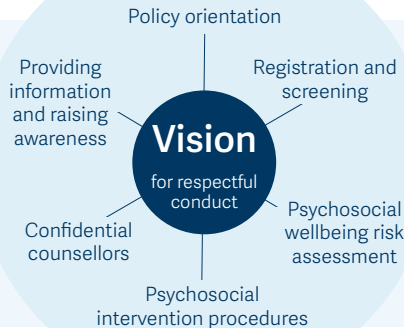 Policy orientation
Providing
information
and raising
awareness
Registration and
screening
Vision
for respectful
conduct
Confidential
counsellors
Psychosocial
wellbeing risk
assessment
Psychosocial
intervention procedures